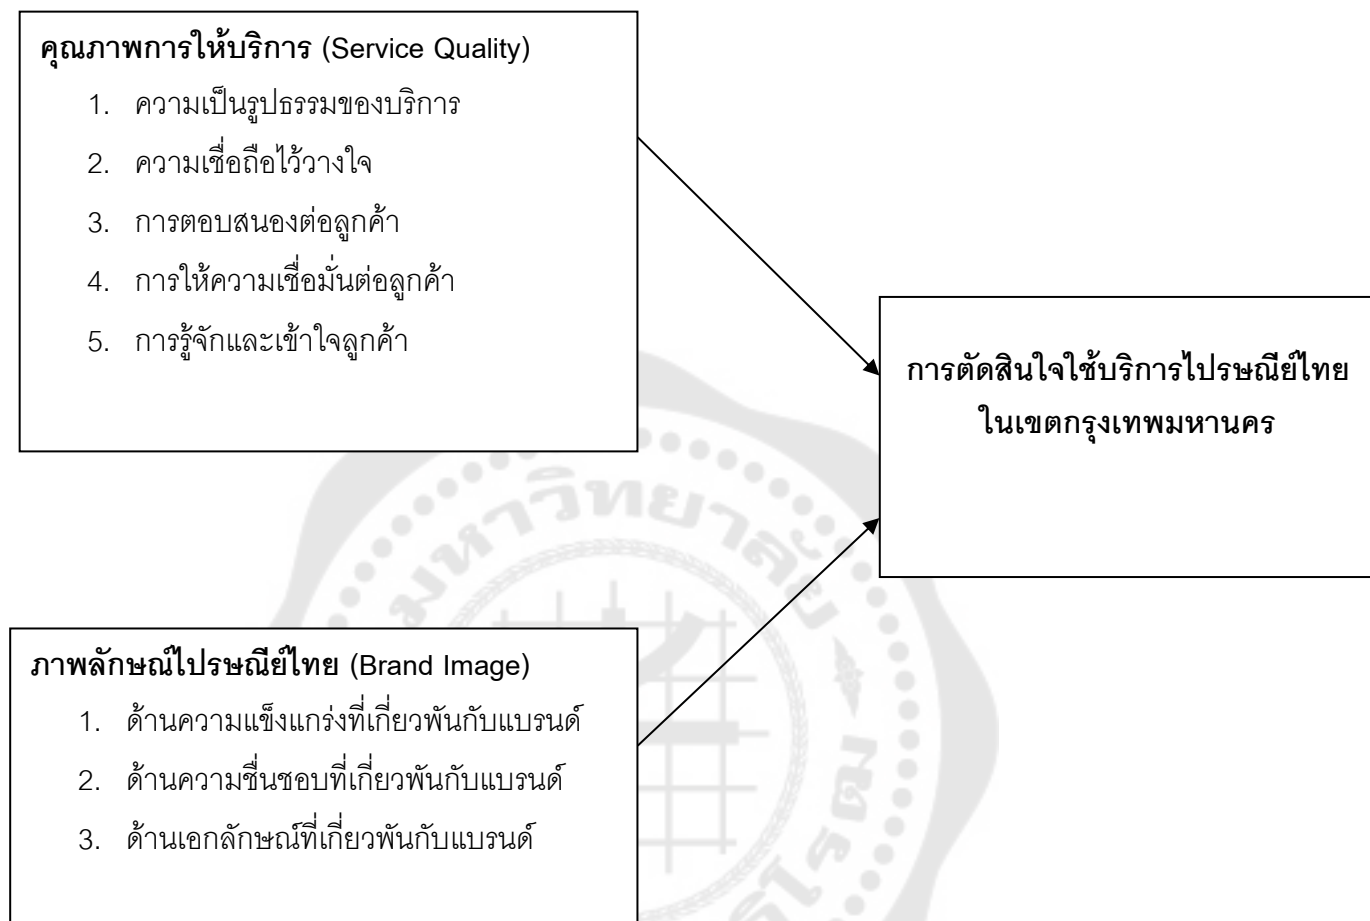 คุณภาพการให้บริการ (Service Quality)
1. ความเป็นรูปธรรมของบริการ
2. ความเชื่อถือไว้วางใจ
3. การตอบสนองต่อลูกค้า
4. การให้ความเชื่อมั่นต่อลูกค้า
5. การรู้จักและเข้าใจลูกค้า
การตัดสินใจใช้บริการไปรษณีย์ไทย
ในเขตกรุงเทพมหานคร
มหาวิทยาลัย
ภาพลักษณ์ไปรษณีย์ไทย (Brand Image)
1. ด้านความแข็งแกร่งที่เกี่ยวพันกับแบรนด์
2. ด้านความชื่นชอบที่เกี่ยวพันกับแบรนด์
3. ด้านเอกลักษณ์ที่เกี่ยวพันกับแบรนด์